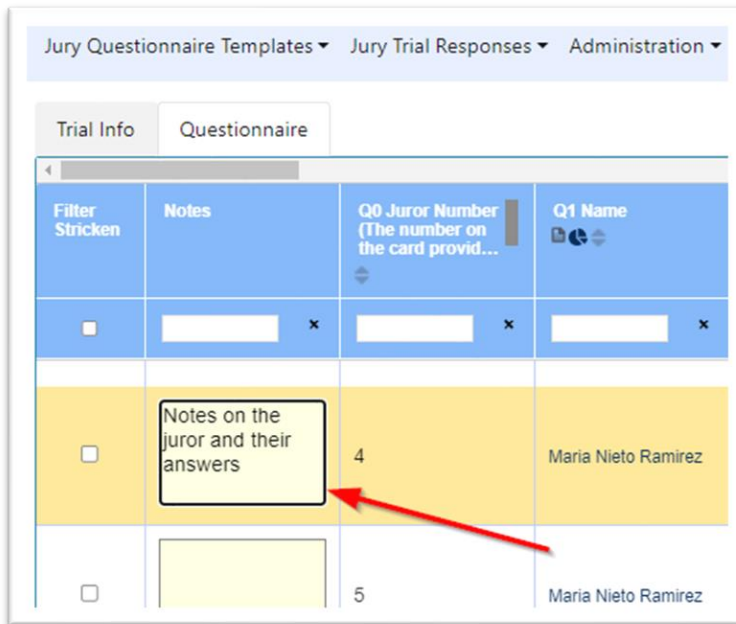 Jury Questionnaire Templates Jury Trial Responses Administration
Trial Info Questionnaire
Filter
Stricken
Notes
Q0 Juror Number
(The number on
the card provid...
Q1 Name
Notes on the
juror and their
answers
4
Maria Nieto Ramirez
5
Maria Nieto Ramirez